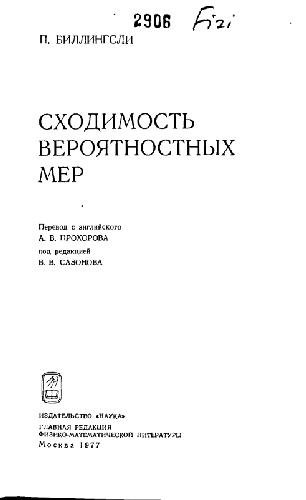 2906 Fizi
П. БИЛЛИНГСЛИ
СХОДИМОСТЬ
ВЕРОЯТНОСТНЫХ
МЕР
Перевод с английского
А. В. ПРОХОРОВА
под редакцией
В. В. САЗОНОВА
ИЗДАТЕЛЬСТВО «НАУКА»
ГЛАВНАЯ РЕДАКЦИЯ
ФИЗИКО-МАТЕМАТИЧЕСКОЙ ЛИТЕРАТУРЫ
Москва 1977